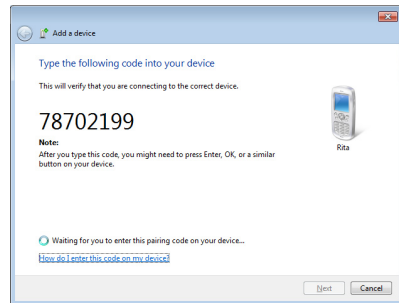 Add a device
Type the following code into your device
This will verify that you are connecting to the correct device.
78702199
Note:
After you type this code, you might need to press Enter, OK, or a similar
button on your device.
Rita
Waiting for you to enter this pairing code on your device...
How do I enter this code on my device?
Next Cancel